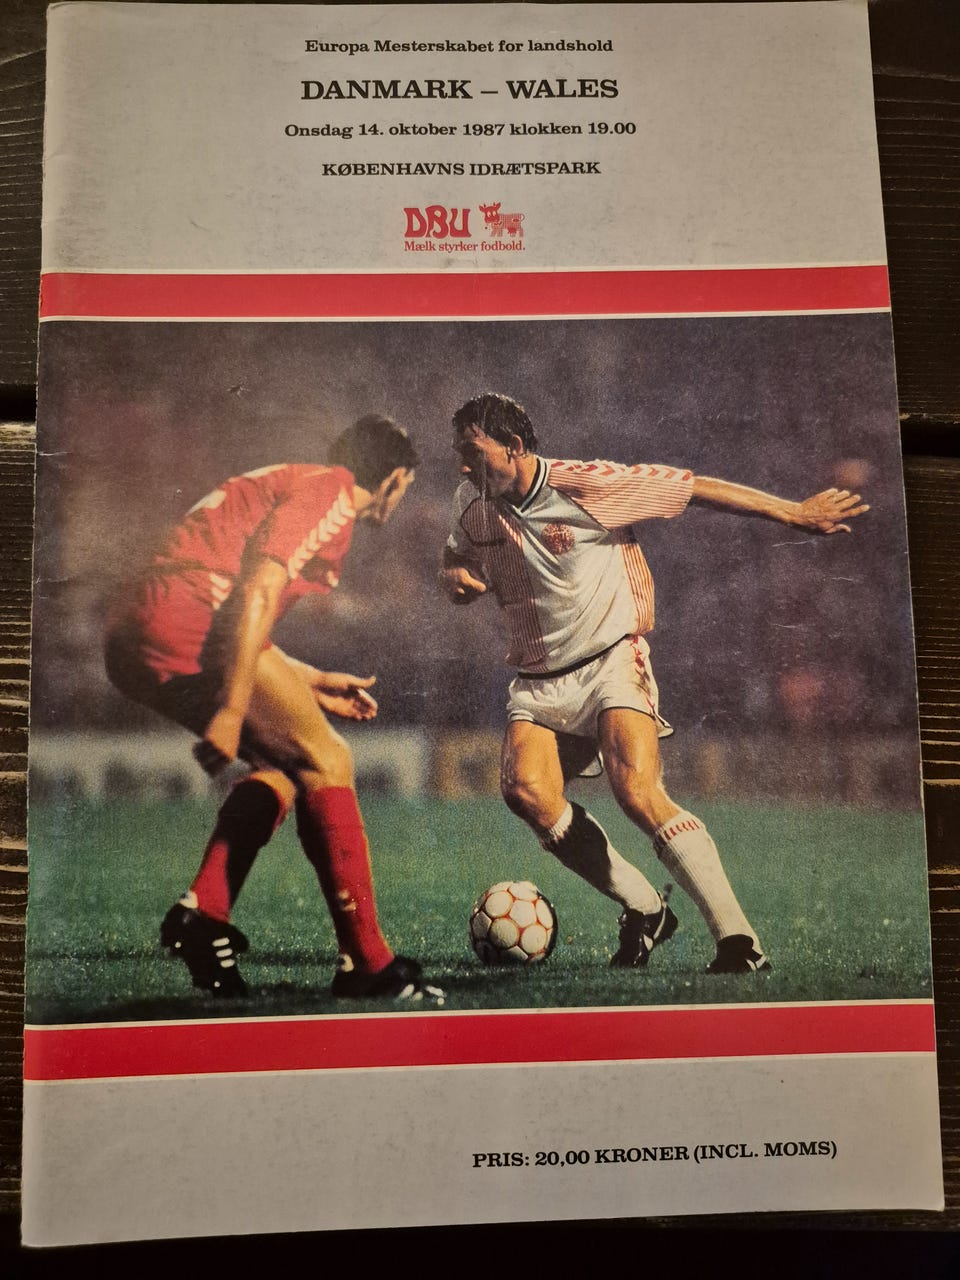 Europa Mesterskabet for landshold
DANMARK – WALES
Onsdag 14. oktober 1987 klokken 19.00
KØBENHAVNS IDRÆTSPARK
DBU
Mælk styrker fodbold.
PRIS: 20,00 KRONER (INCL. MOMS)